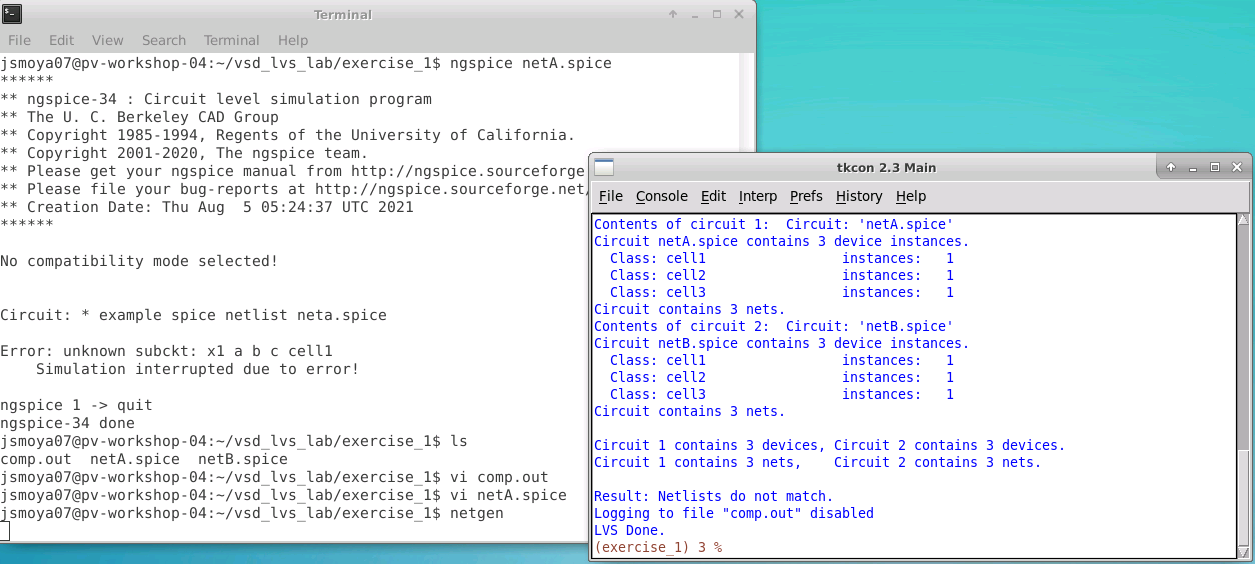 Terminal
File Edit View Search Terminal Help
jsmoya07@pv-workshop-04:~/vsd_lvs_lab/exercise_1$ ngspice netA.spice
******
** ngspice-34 : Circuit level simulation program
** The U. C. Berkeley CAD Group
** Copyright 1985-1994, Regents of the University of California.
** Copyright 2001-2020, The ngspice team.
** Please get your ngspice manual from http://ngspice.sourceforge
** Please file your bug-reports at http://ngspice.sourceforge.net/
** Creation Date: Thu Aug  5 05:24:37 UTC 2021
******
No compatibility mode selected!
Circuit: * example spice netlist neta.spice
Error: unknown subckt: x1 a b c cell1
    Simulation interrupted due to error!
ngspice 1 -> quit
ngspice-34 done
jsmoya07@pv-workshop-04:~/vsd_lvs_lab/exercise_1$ ls
comp.out  netA.spice  netB.spice
jsmoya07@pv-workshop-04:~/vsd_lvs_lab/exercise_1$ vi comp.out
jsmoya07@pv-workshop-04:~/vsd_lvs_lab/exercise_1$ vi netA.spice
jsmoya07@pv-workshop-04:~/vsd_lvs_lab/exercise_1$ netgen
tkcon 2.3 Main
File Console Edit Interp Prefs History Help
Contents of circuit 1:  Circuit: 'netA.spice'
Circuit netA.spice contains 3 device instances.
  Class: cell1                 instances:   1
  Class: cell2                 instances:   1
  Class: cell3                 instances:   1
Circuit contains 3 nets.
Contents of circuit 2:  Circuit: 'netB.spice'
Circuit netB.spice contains 3 device instances.
  Class: cell1                 instances:   1
  Class: cell2                 instances:   1
  Class: cell3                 instances:   1
Circuit contains 3 nets.
Circuit 1 contains 3 devices, Circuit 2 contains 3 devices.
Circuit 1 contains 3 nets,    Circuit 2 contains 3 nets.
Result: Netlists do not match.
Logging to file "comp.out" disabled
LVS Done.
(exercise_1) 3 %